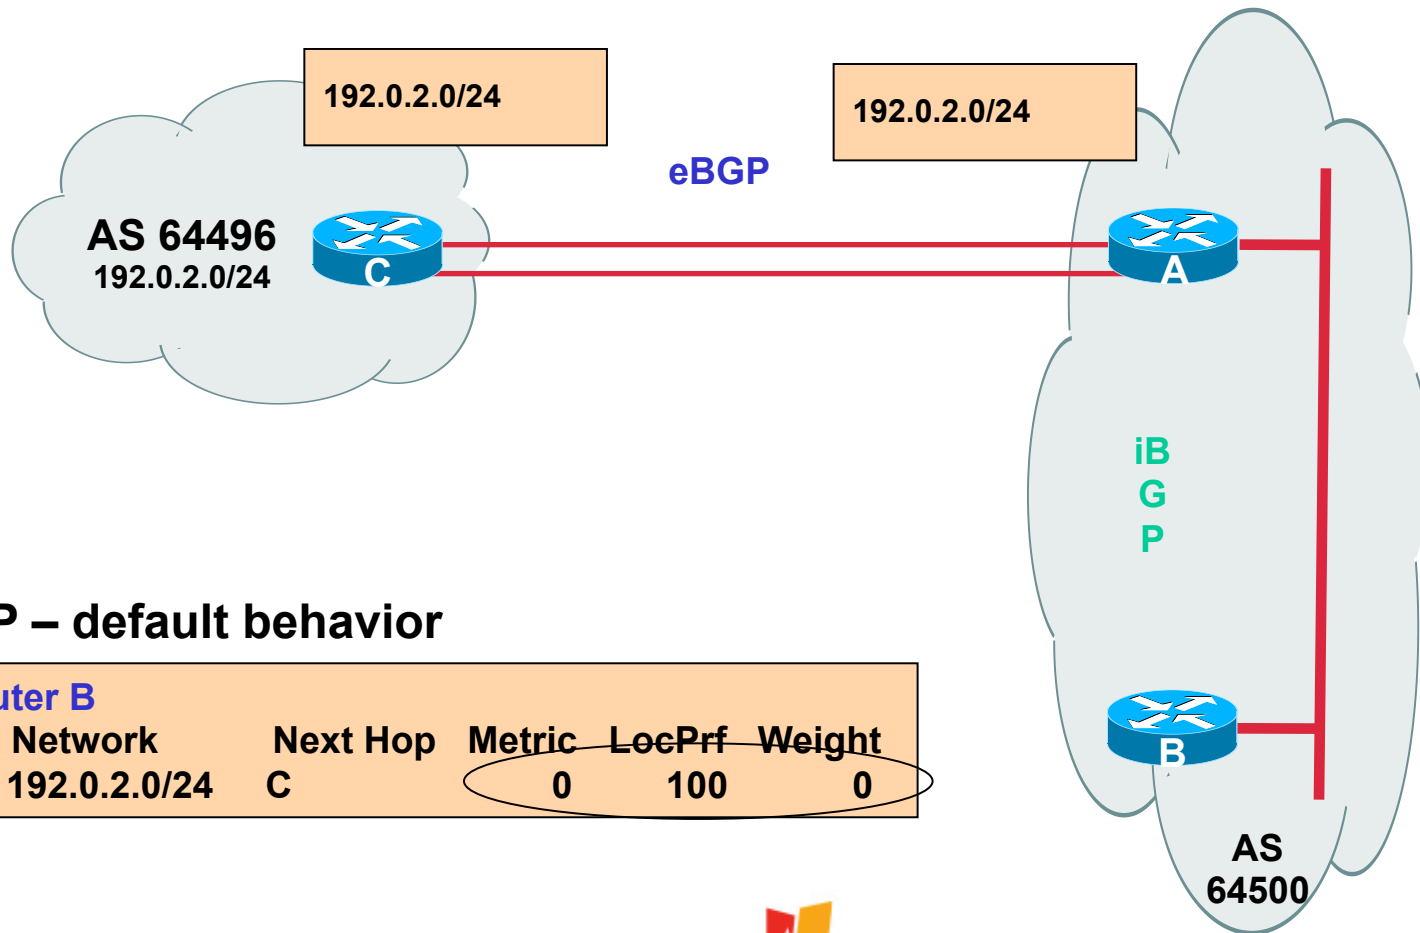 192.0.2.0/24
192.0.2.0/24
eBGP
AS 64496
192.0.2.0/24
C
A
iB
G
P
P – default behavior
uter B
Network Next Hop Metric LocPrf Weight
192.0.2.0/24 C 0 100 0
B
AS
64500